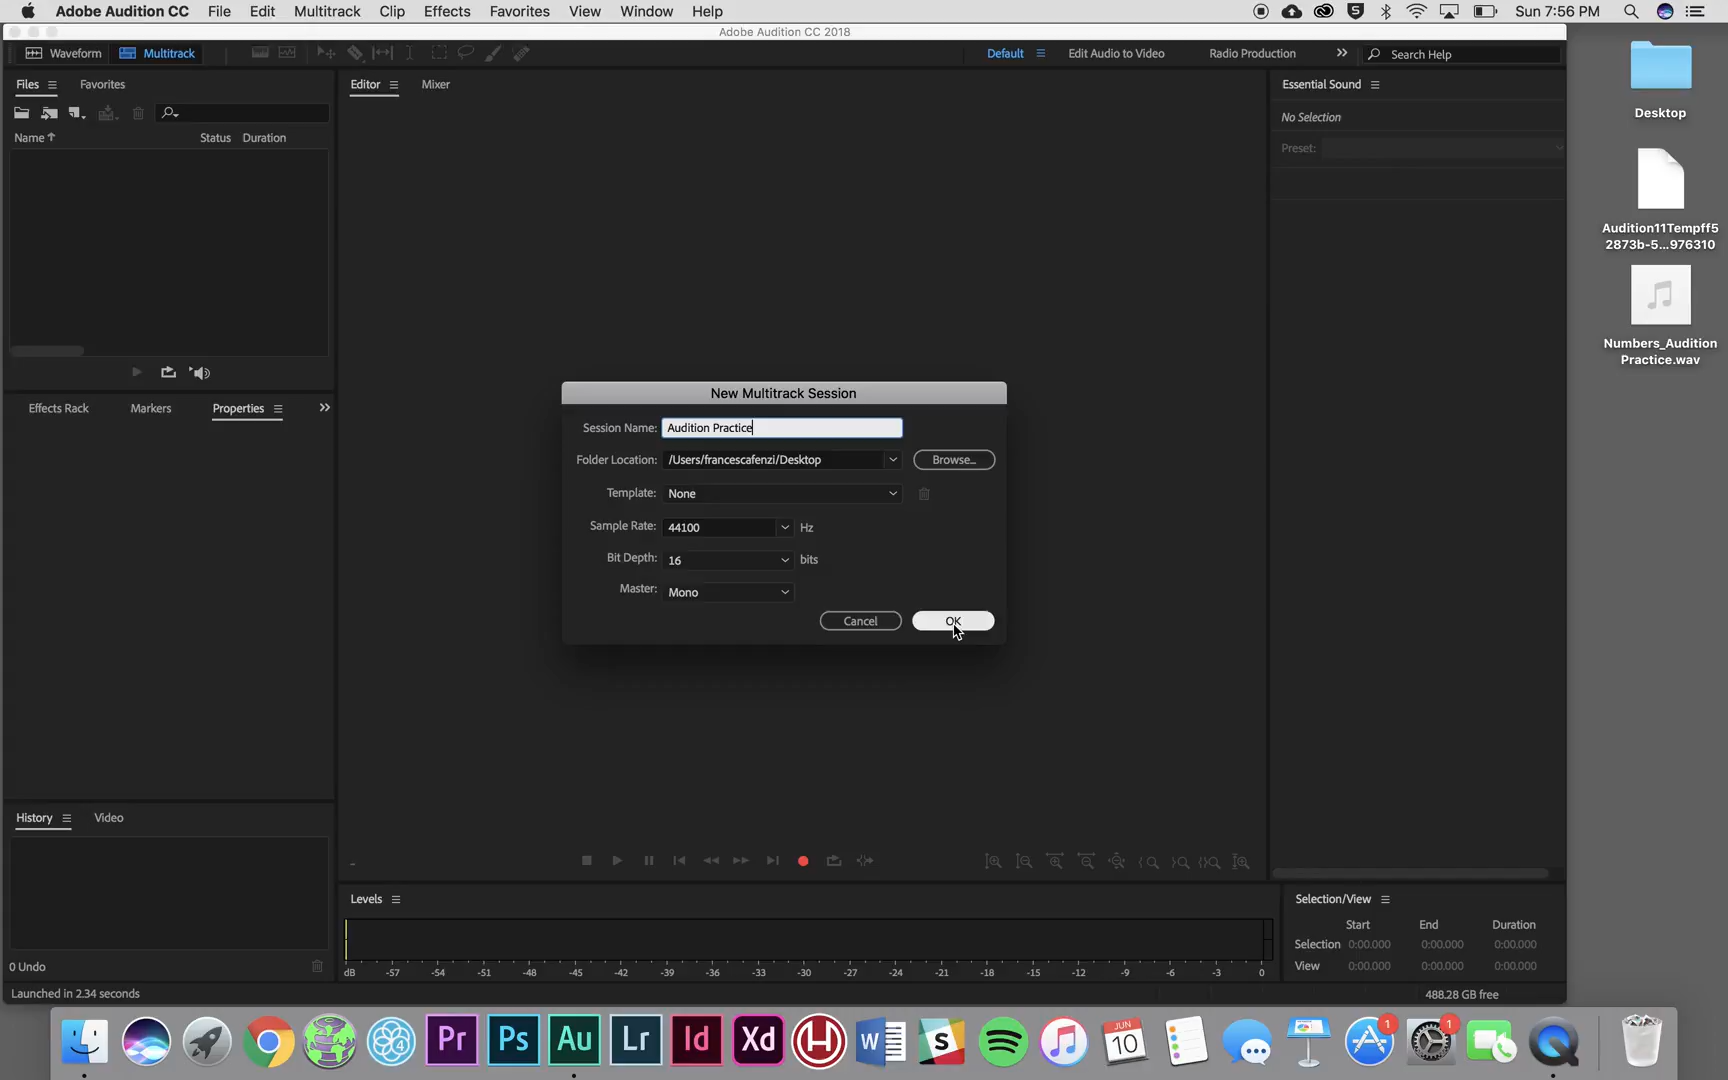 Adobe Audition CC File Edit Multitrack Clip Effects Favorites View Window Help Sun 7:56 PM
Adobe Audition CC 2018
Waveform Multitrack Default Edit Audio to Video Radio Production Search Help
Files Favorites
Editor Mixer
Essential Sound
No Selection
Preset:
Name Status Duration
Desktop
Audition11Tempff5
2873b-5...976310
Numbers_Audition
Practice.wav
New Multitrack Session
Session Name: Audition Practice
Folder Location: /Users/francescafenzi/Desktop Browse...
Template: None
Sample Rate: 44100 Hz
Bit Depth: 16 bits
Master: Mono
Cancel OK
Effects Rack Markers Properties
History Video
0 Undo
Launched in 2.34 seconds
Levels
dB -57 -54 -51 -48 -45 -42 -39 -36 -33 -30 -27 -24 -21 -18 -15 -12 -9 -6 -3 0
Selection/View
Start End Duration
Selection 0:00.000 0:00.000 0:00.000
View 0:00.000 0:00.000 0:00.000
488.28 GB free
Pr Ps Au Lr Id Xd H W S JUN 10 1 1